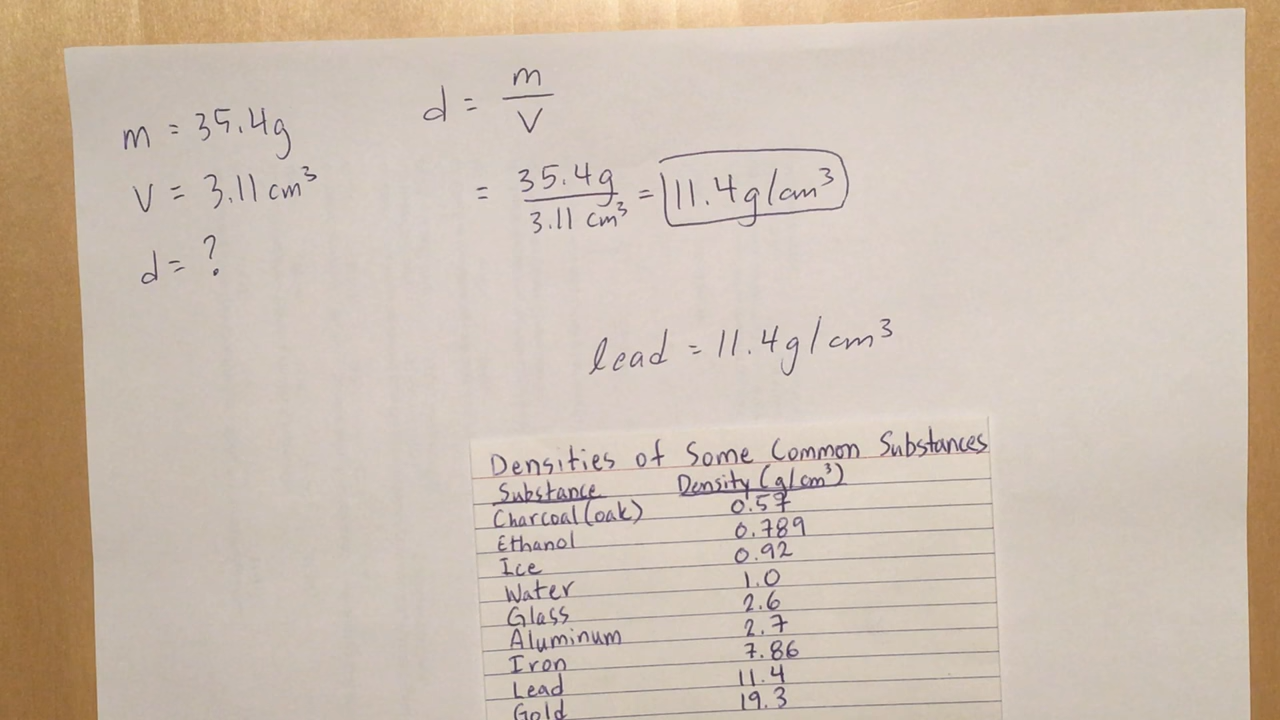 m = 35.4g
V = 3.11 cm³
d = ?
d = m/V
= 35.4g/3.11 cm³ = 11.4 g/cm³
lead = 11.4 g/cm³
Densities of Some Common Substances
Substance Density (g/cm³)
Charcoal (oak) 0.57
Ethanol 0.789
Ice 0.92
Water 1.0
Glass 2.6
Aluminum 2.7
Iron 7.86
Lead 11.4
Gold 19.3